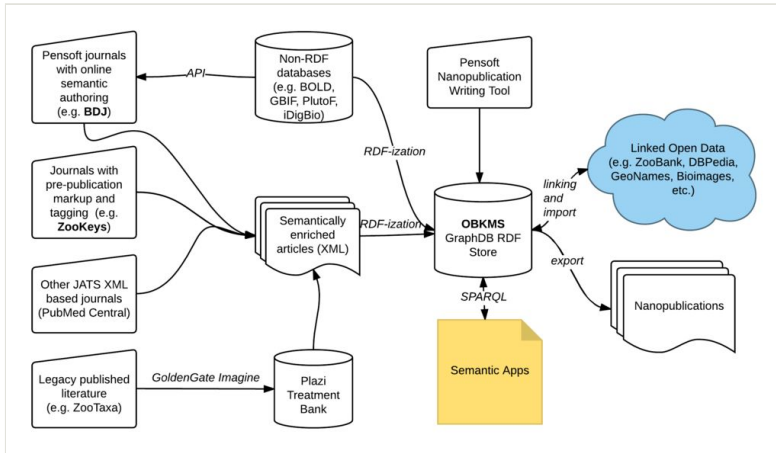 Pensoft journals
with online
semantic
authoring
(e.g. BDJ)
API
Non-RDF
databases
(e.g. BOLD,
GBIF, PlutoF,
iDigBio)
Pensoft
Nanopublication
Writing Tool
RDF-ization
Linked Open Data
(e.g. ZooBank, DBPedia,
GeoNames, Bioimages,
etc.)
Journals with
pre-publication
markup and
tagging (e.g.
ZooKeys)
Semantically
enriched
articles (XML)
RDF-ization
OBKMS
GraphDB RDF
Store
linking
and
import
export
Other JATS XML
based journals
(PubMed Central)
SPARQL
Nanopublications
Legacy published
literature
(e.g. ZooTaxa)
GoldenGate Imagine
Plazi
Treatment
Bank
Semantic Apps